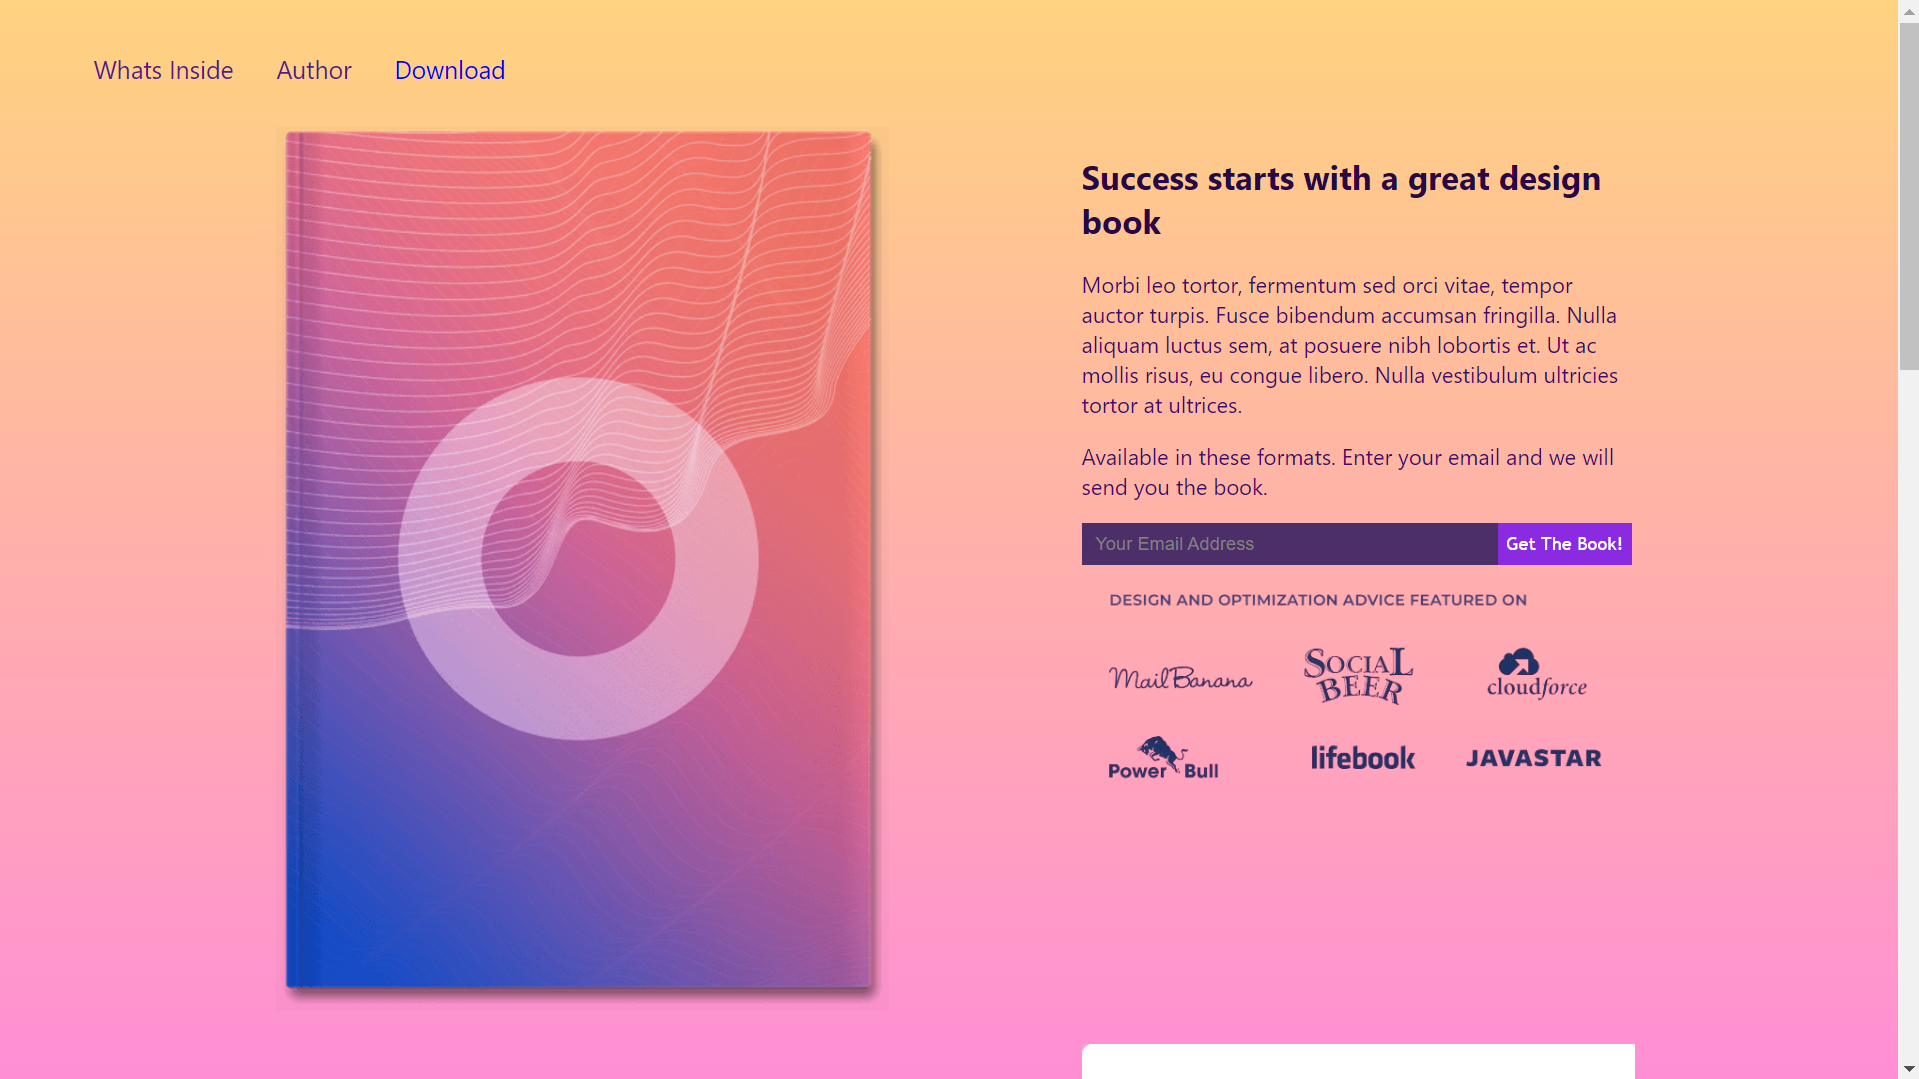 Whats Inside Author Download
Success starts with a great design
book
Morbi leo tortor, fermentum sed orci vitae, tempor
auctor turpis. Fusce bibendum accumsan fringilla. Nulla
aliquam luctus sem, at posuere nibh lobortis et. Ut ac
mollis risus, eu congue libero. Nulla vestibulum ultricies
tortor at ultrices.
Available in these formats. Enter your email and we will
send you the book.
Your Email Address Get The Book!
DESIGN AND OPTIMIZATION ADVICE FEATURED ON
MailBanana
SOCIAL
BEER
cloudforce
Power Bull
lifebook
JAVASTAR